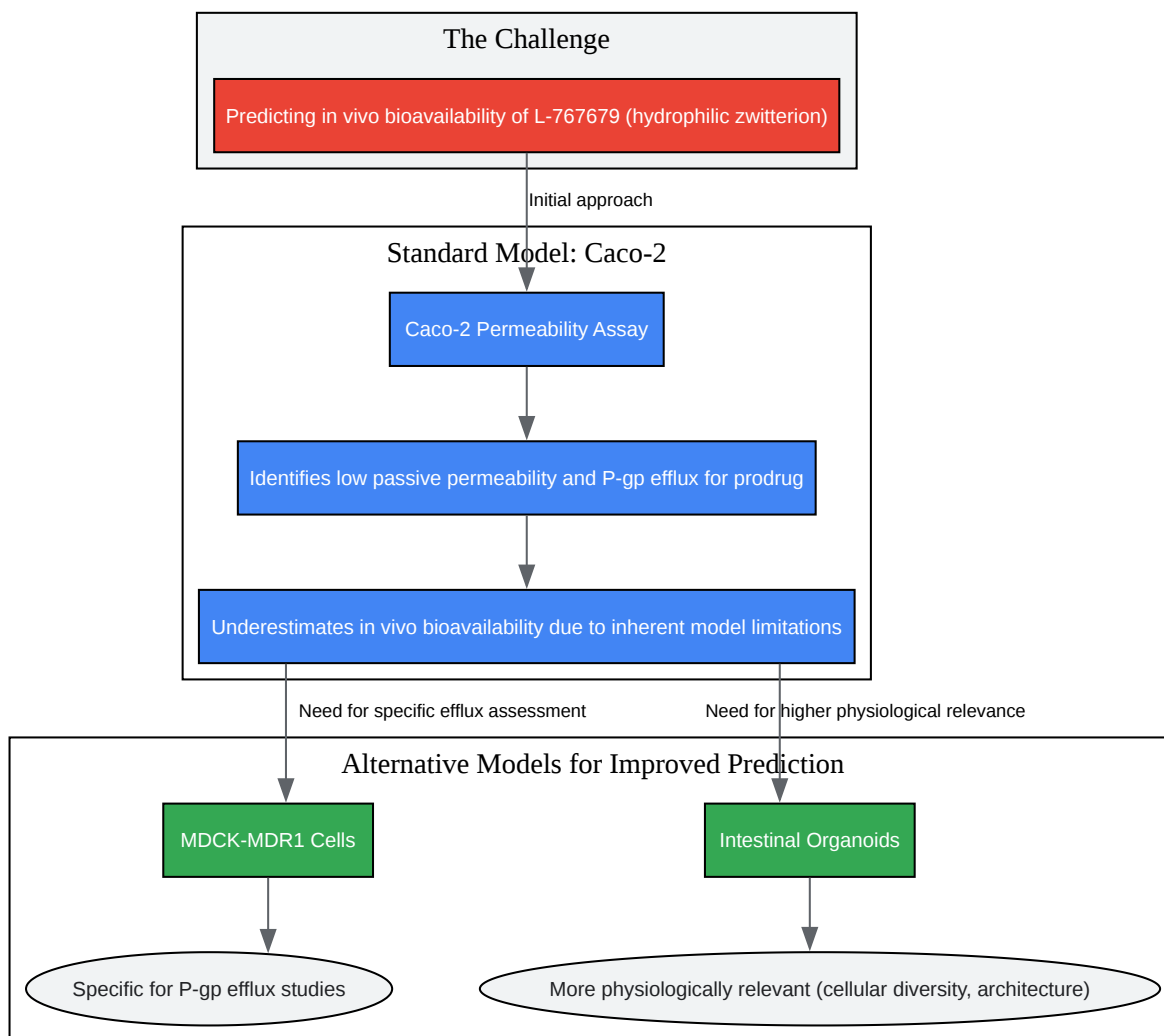 The Challenge
Predicting in vivo bioavailability of L-767679 (hydrophilic zwitterion)
Initial approach
Standard Model: Caco-2
Caco-2 Permeability Assay
Identifies low passive permeability and P-gp efflux for prodrug
Underestimates in vivo bioavailability due to inherent model limitations
Need for specific efflux assessment
Need for higher physiological relevance
Alternative Models for Improved Prediction
MDCK-MDR1 Cells
Intestinal Organoids
Specific for P-gp efflux studies
More physiologically relevant (cellular diversity, architecture)